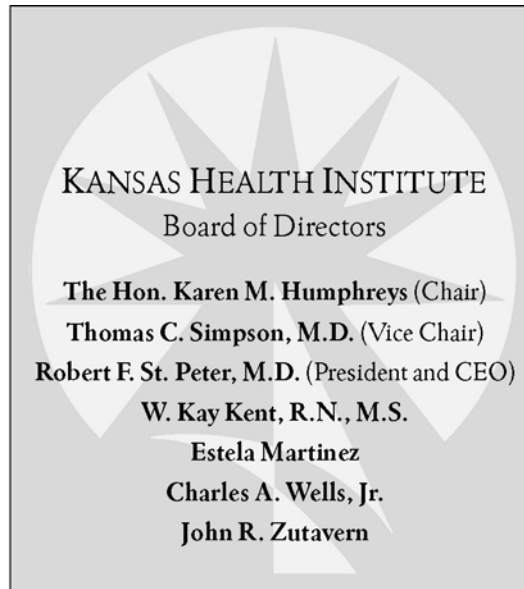 KANSAS HEALTH INSTITUTE
Board of Directors
The Hon. Karen M. Humphreys (Chair)
Thomas C. Simpson, M.D. (Vice Chair)
Robert F. St. Peter, M.D. (President and CEO)
W. Kay Kent, R.N., M.S.
Estela Martinez
Charles A. Wells, Jr.
John R. Zutavern